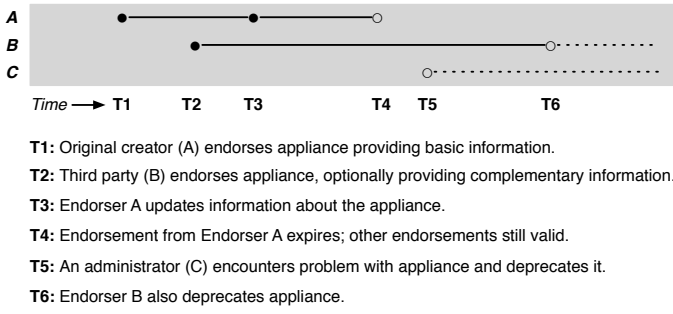 A
B
C
Time T1 T2 T3 T4 T5 T6
T1: Original creator (A) endorses appliance providing basic information.
T2: Third party (B) endorses appliance, optionally providing complementary information.
T3: Endorser A updates information about the appliance.
T4: Endorsement from Endorser A expires; other endorsements still valid.
T5: An administrator (C) encounters problem with appliance and deprecates it.
T6: Endorser B also deprecates appliance.